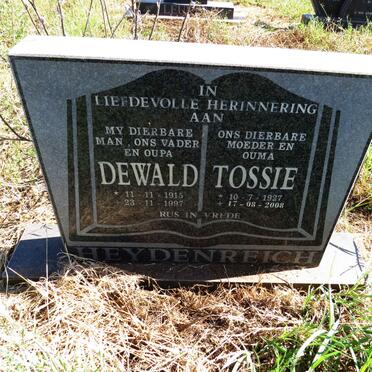 IN
LIEFDEVOLLE HERINNERING
AAN
MY DIERBARE
MAN, ONS VADER
EN OUPA
DEWALD
* 11-11-1915
23-11-1997
ONS DIERBARE
MOEDER EN
OUMA
TOSSIE
* 10-7-1927
+ 17-08-2008
RUS IN VREDE
HEYDENREICH